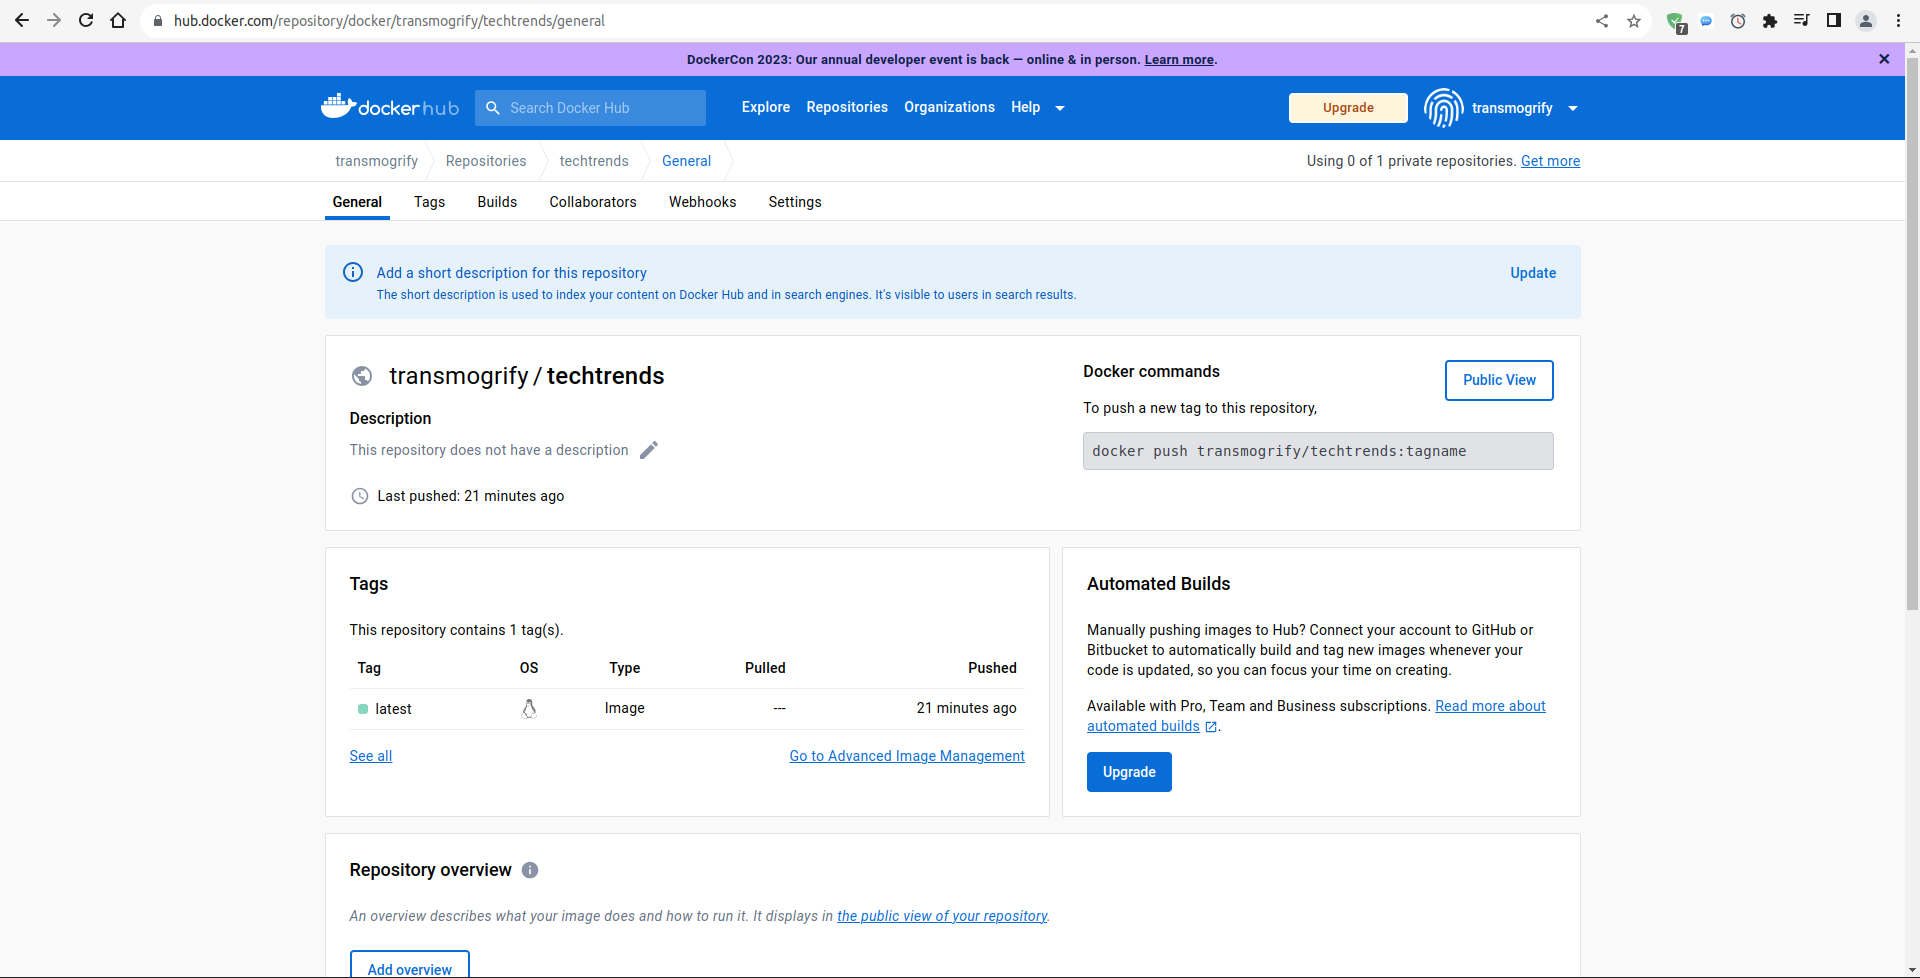 hub.docker.com/repository/docker/transmogrify/techtrends/general
7
DockerCon 2023: Our annual developer event is back — online & in person. Learn more.
dockerhub
Search Docker Hub
Explore
Repositories
Organizations
Help
Upgrade
transmogrify
transmogrify
Repositories
techtrends
General
Using 0 of 1 private repositories. Get more
General
Tags
Builds
Collaborators
Webhooks
Settings
Add a short description for this repository
Update
The short description is used to index your content on Docker Hub and in search engines. It's visible to users in search results.
transmogrify / techtrends
Description
This repository does not have a description
Last pushed: 21 minutes ago
Docker commands
Public View
To push a new tag to this repository,
docker push transmogrify/techtrends:tagname
Tags
This repository contains 1 tag(s).
Tag OS Type Pulled Pushed
latest Image --- 21 minutes ago
See all
Go to Advanced Image Management
Automated Builds
Manually pushing images to Hub? Connect your account to GitHub or
Bitbucket to automatically build and tag new images whenever your
code is updated, so you can focus your time on creating.
Available with Pro, Team and Business subscriptions. Read more about
automated builds .
Upgrade
Repository overview
An overview describes what your image does and how to run it. It displays in the public view of your repository.
Add overview